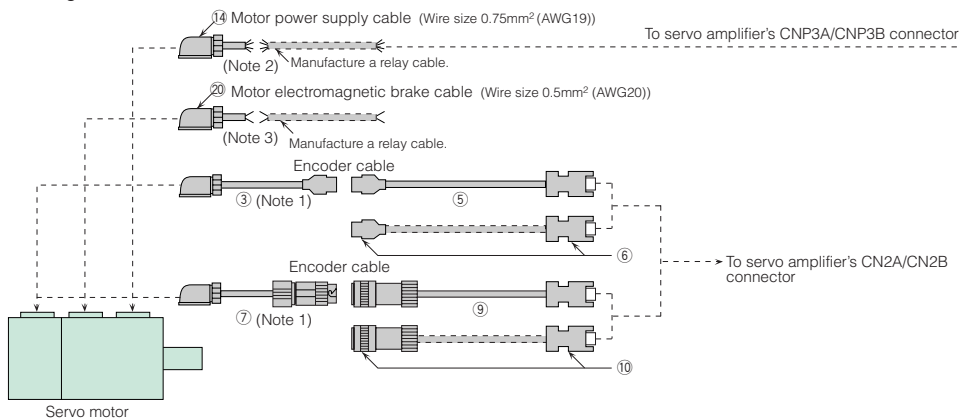 ⑭ Motor power supply cable (Wire size 0.75mm² (AWG19))
To servo amplifier's CNP3A/CNP3B connector
(Note 2)
Manufacture a relay cable.
⑳ Motor electromagnetic brake cable (Wire size 0.5mm² (AWG20))
(Note 3)
Manufacture a relay cable.
Encoder cable
③ (Note 1)
⑤
⑥
To servo amplifier's CN2A/CN2B
connector
Encoder cable
⑦ (Note 1)
⑨
⑩
Servo motor